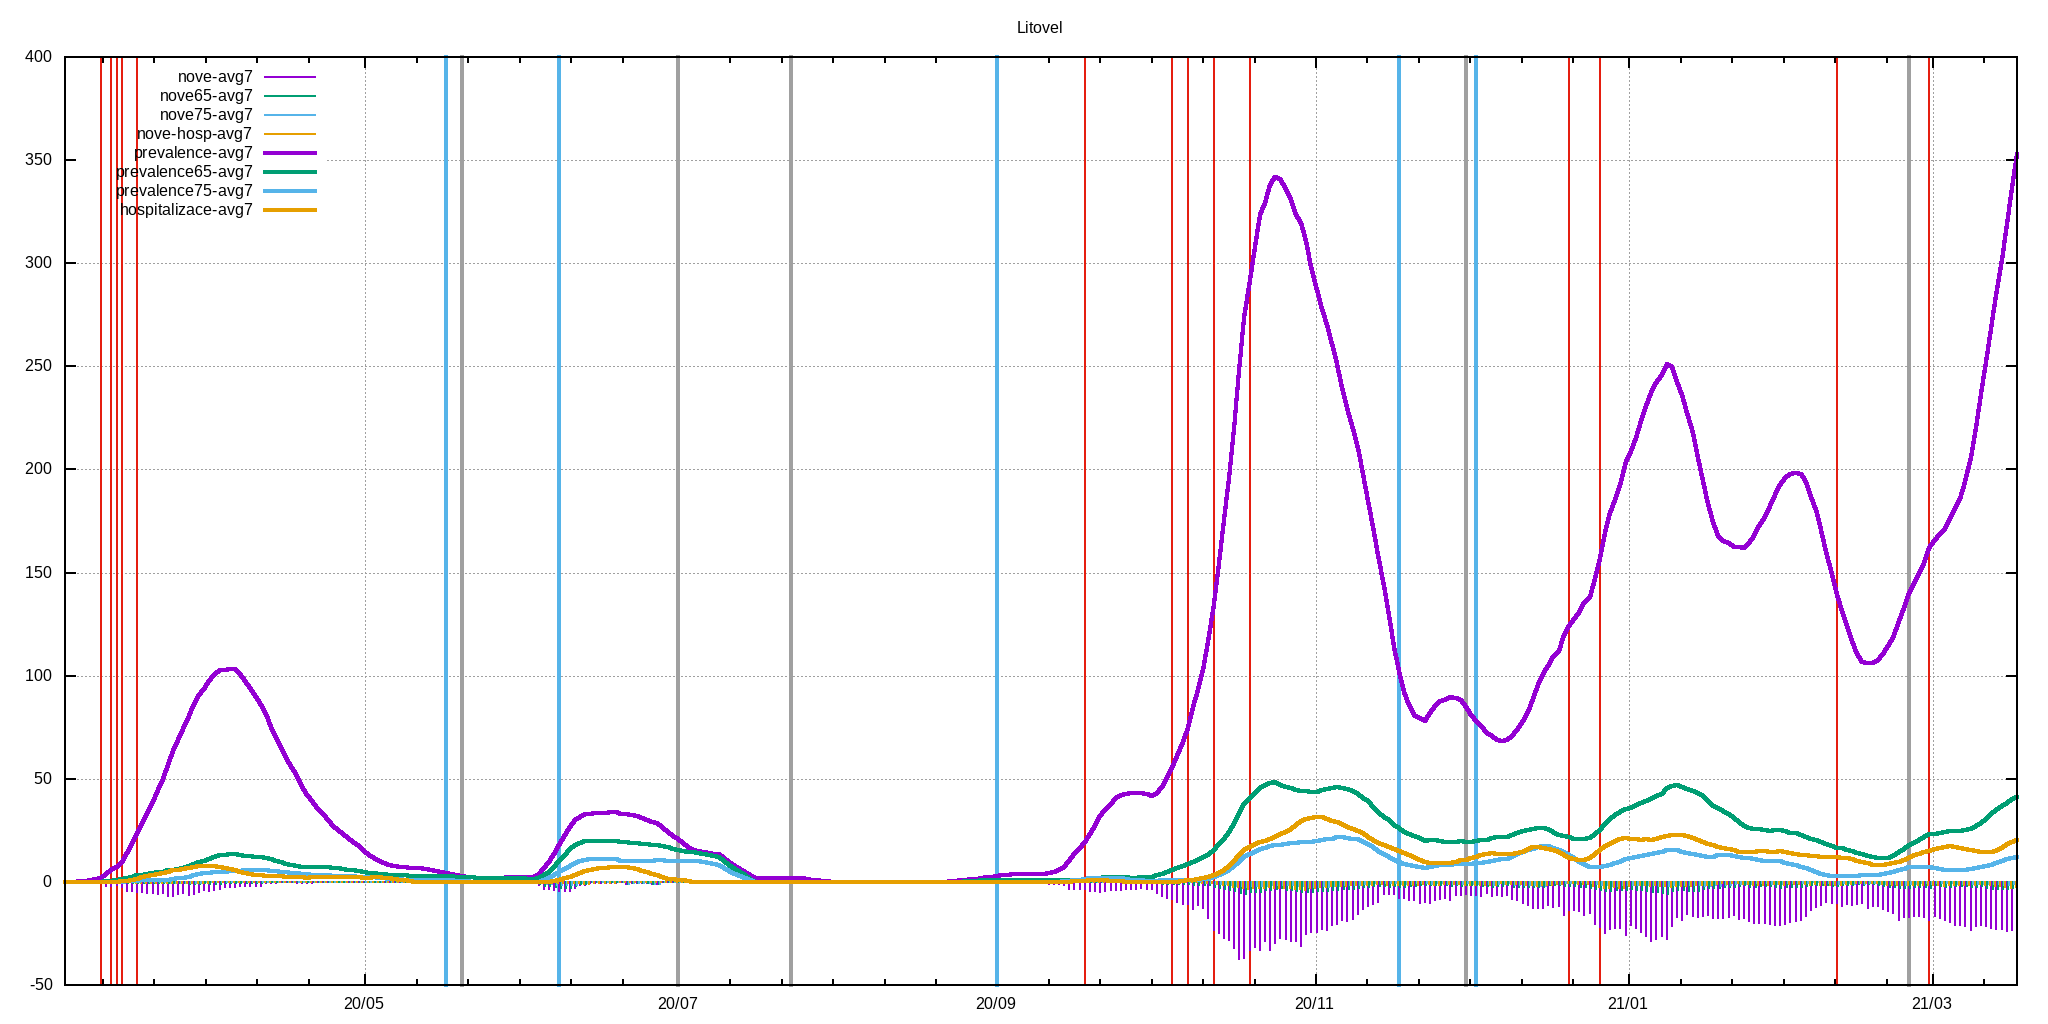 Litovel
400
350
300
250
200
150
100
50
0
-50
nove-avg7
nove65-avg7
nove75-avg7
nove-hosp-avg7
prevalence-avg7
prevalence65-avg7
prevalence75-avg7
hospitalizace-avg7
20/05 20/07 20/09 20/11 21/01 21/03